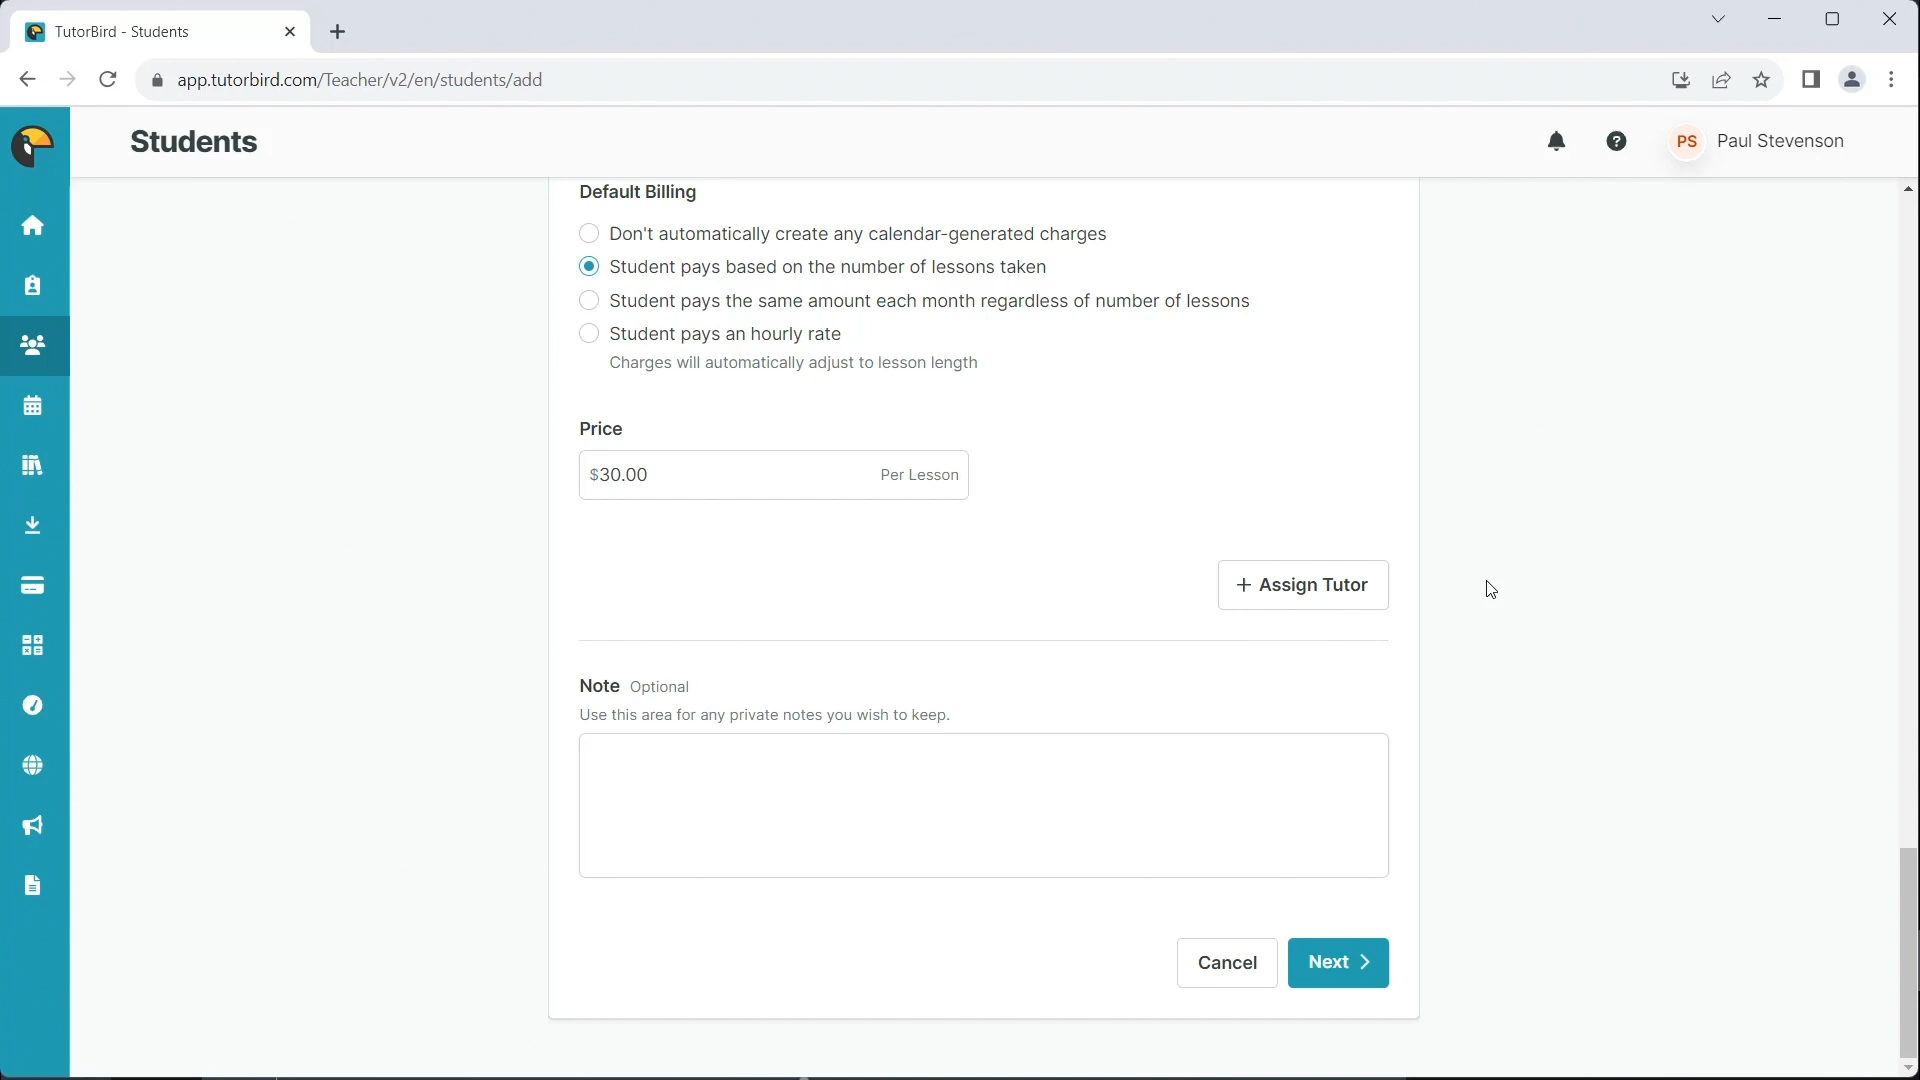 TutorBird - Students
app.tutorbird.com/Teacher/v2/en/students/add
Students
PS Paul Stevenson
Default Billing
Don't automatically create any calendar-generated charges
Student pays based on the number of lessons taken
Student pays the same amount each month regardless of number of lessons
Student pays an hourly rate
Charges will automatically adjust to lesson length
Price
$30.00 Per Lesson
+ Assign Tutor
Note Optional
Use this area for any private notes you wish to keep.
Cancel Next